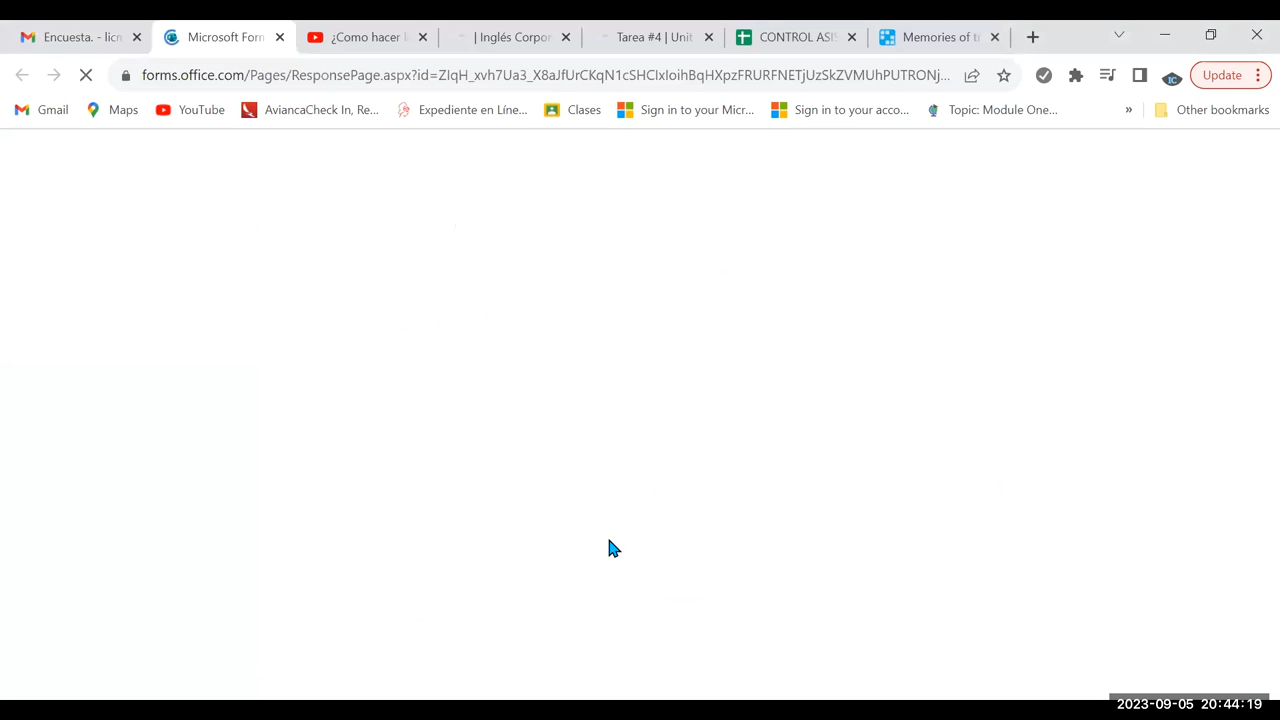 Encuesta. - licn
Microsoft Forn
¿Como hacer l
| Inglés Corpor
Tarea #4 | Unit
CONTROL ASIS
Memories of t
forms.office.com/Pages/ResponsePage.aspx?id=ZIqH_xvh7Ua3_X8aJfUrCKqN1cSHCIxIoihBqHXpzFRURFNETjUzSkZVMUhPUTRONj...
Update
Gmail
Maps
YouTube
AviancaCheck In, Re...
Expediente en Líne...
Clases
Sign in to your Micr...
Sign in to your acco...
Topic: Module One...
»
Other bookmarks
2023-09-05 20:44:19